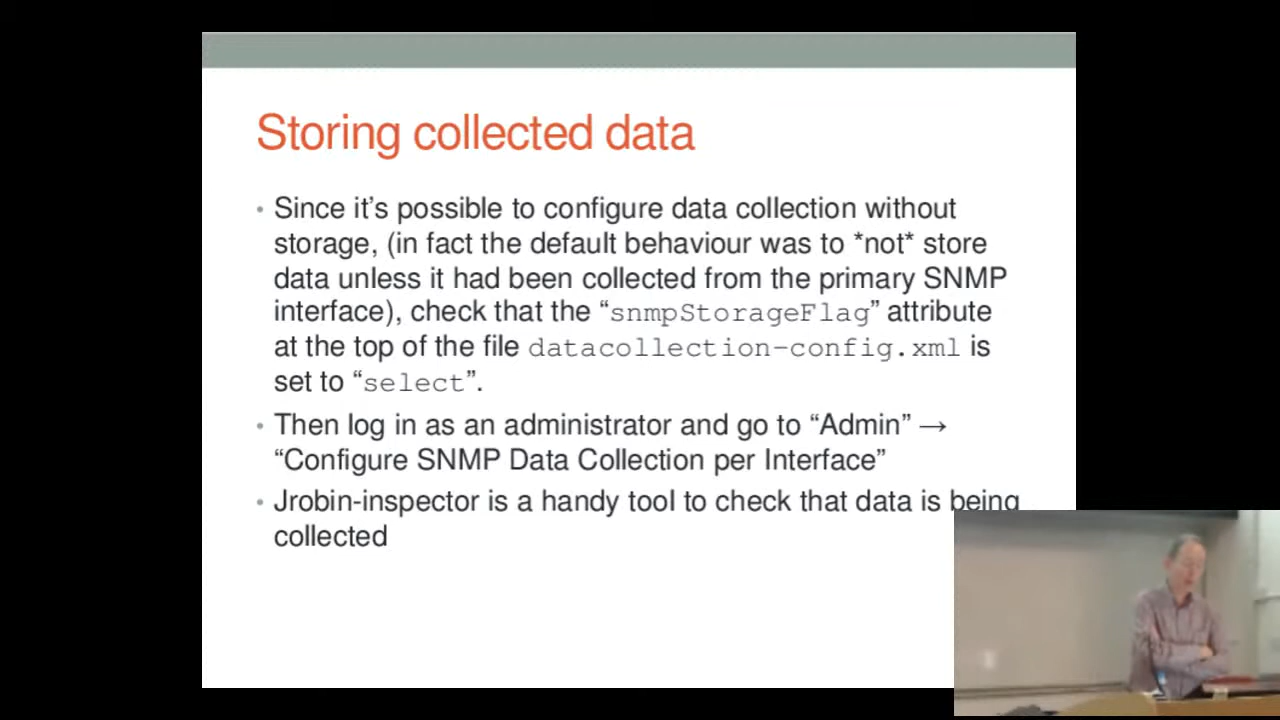 Storing collected data
• Since it’s possible to configure data collection without
storage, (in fact the default behaviour was to *not* store
data unless it had been collected from the primary SNMP
interface), check that the “snmpStorageFlag” attribute
at the top of the file datacollection-config.xml is
set to “select”.
• Then log in as an administrator and go to “Admin” →
“Configure SNMP Data Collection per Interface”
• Jrobin-inspector is a handy tool to check that data is being
collected